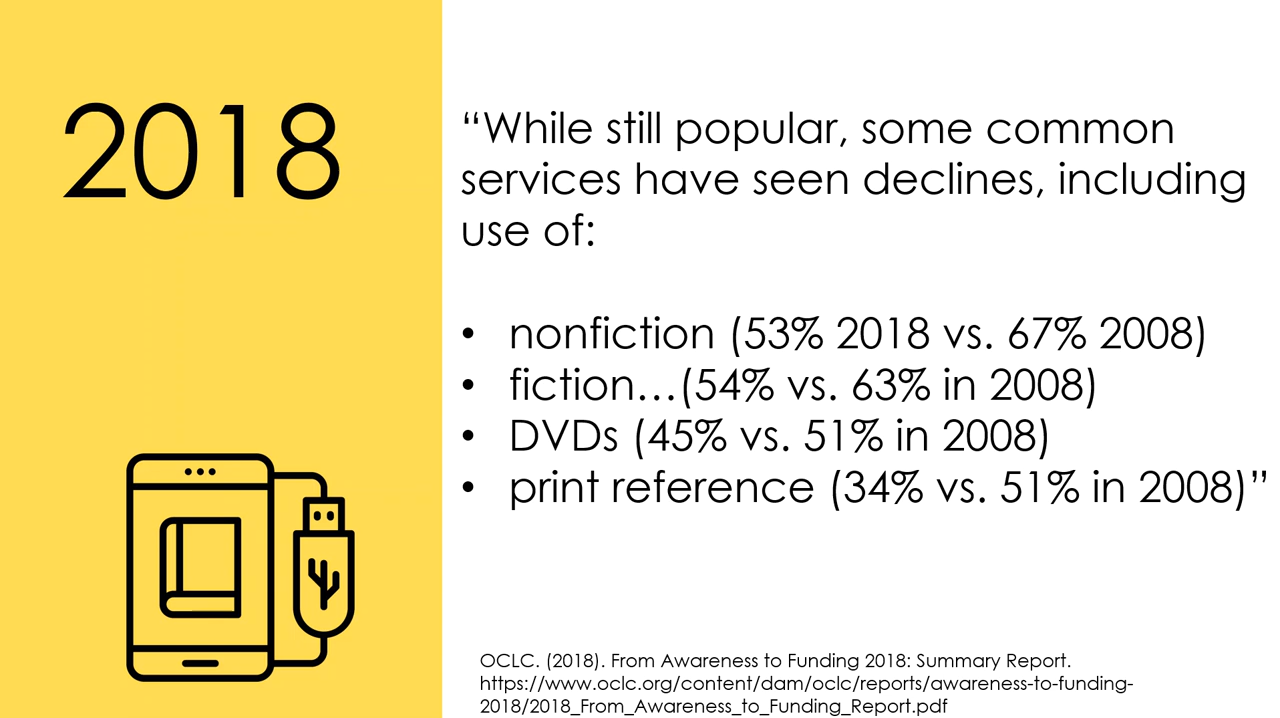 2018
“While still popular, some common
services have seen declines, including
use of:
• nonfiction (53% 2018 vs. 67% 2008)
• fiction…(54% vs. 63% in 2008)
• DVDs (45% vs. 51% in 2008)
• print reference (34% vs. 51% in 2008)”
OCLC. (2018). From Awareness to Funding 2018: Summary Report.
https://www.oclc.org/content/dam/oclc/reports/awareness-to-funding-
2018/2018_From_Awareness_to_Funding_Report.pdf